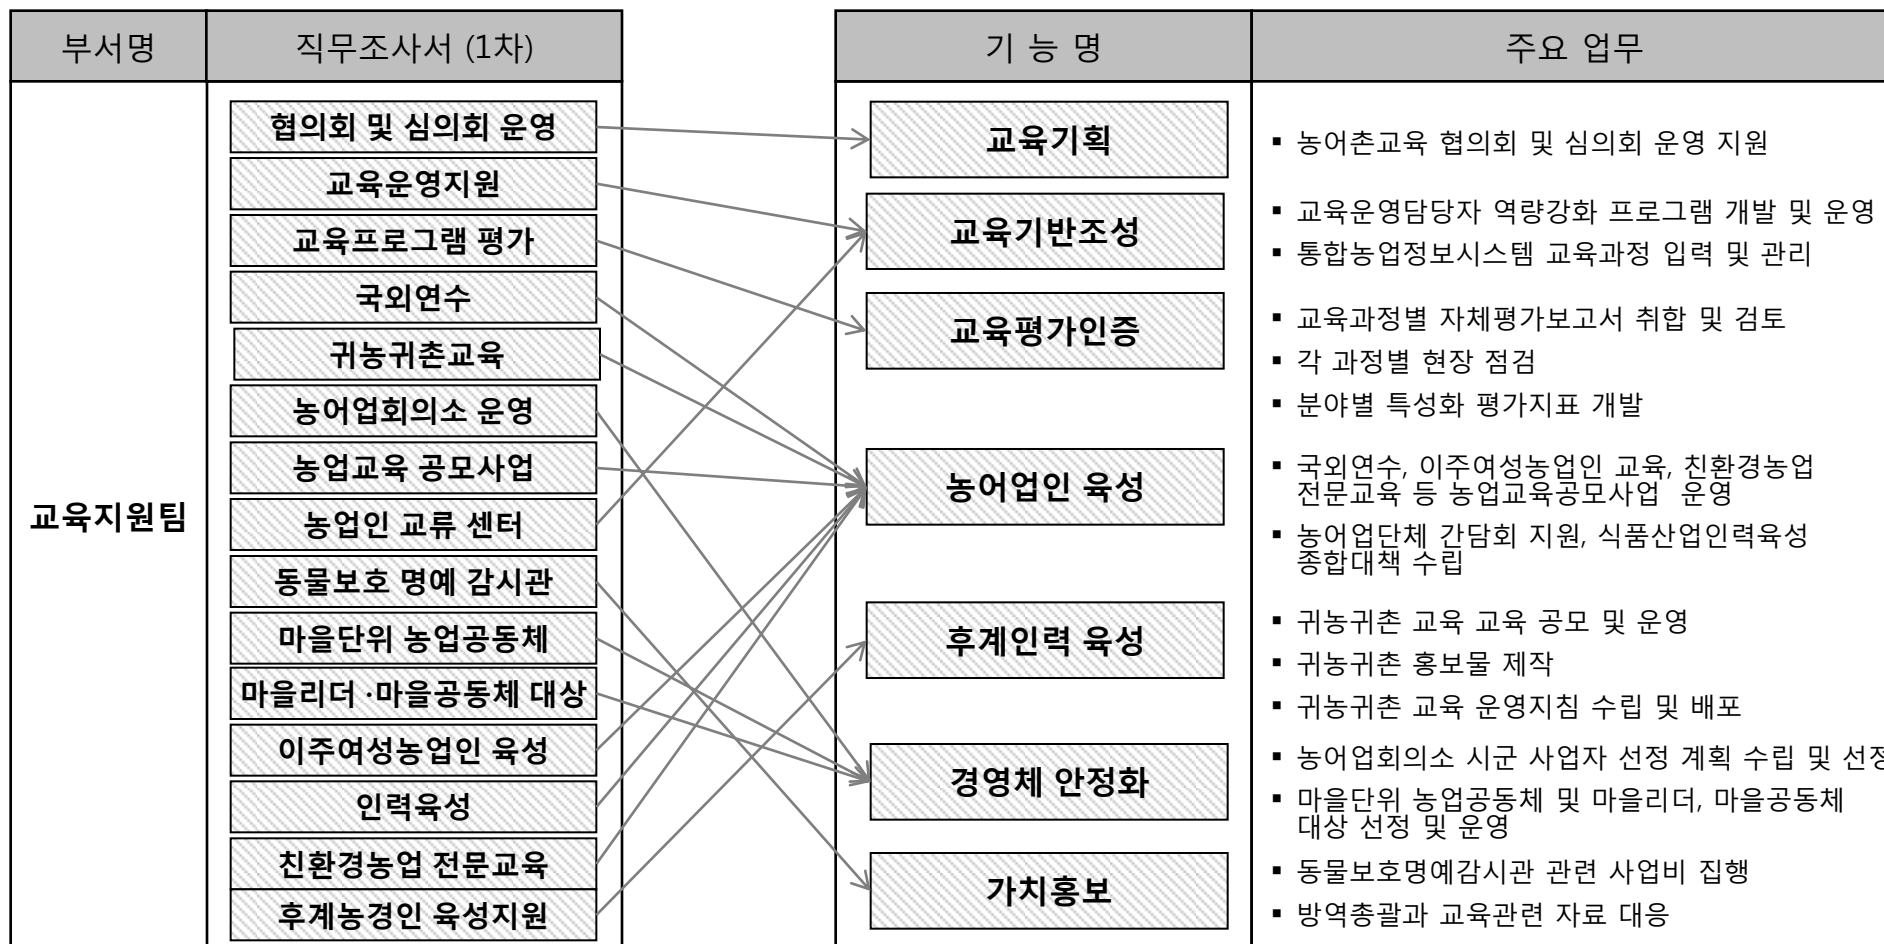 부서명
직무조사서 (1차)
기 능 명
주요 업무
교육지원팀
협의회 및 심의회 운영
교육운영지원
교육프로그램 평가
국외연수
귀농귀촌교육
농어업회의소 운영
농업교육 공모사업
농업인 교류 센터
동물보호 명예 감시관
마을단위 농업공동체
마을리더 ·마을공동체 대상
이주여성농업인 육성
인력육성
친환경농업 전문교육
후계농경인 육성지원
교육기획
교육기반조성
교육평가인증
농어업인 육성
후계인력 육성
경영체 안정화
가치홍보
▪ 농어촌교육 협의회 및 심의회 운영 지원
▪ 교육운영담당자 역량강화 프로그램 개발 및 운영
▪ 통합농업정보시스템 교육과정 입력 및 관리
▪ 교육과정별 자체평가보고서 취합 및 검토
▪ 각 과정별 현장 점검
▪ 분야별 특성화 평가지표 개발
▪ 국외연수, 이주여성농업인 교육, 친환경농업
전문교육 등 농업교육공모사업 운영
▪ 농어업단체 간담회 지원, 식품산업인력육성
종합대책 수립
▪ 귀농귀촌 교육 교육 공모 및 운영
▪ 귀농귀촌 홍보물 제작
▪ 귀농귀촌 교육 운영지침 수립 및 배포
▪ 농어업회의소 시군 사업자 선정 계획 수립 및 선정
▪ 마을단위 농업공동체 및 마을리더, 마을공동체
대상 선정 및 운영
▪ 동물보호명예감시관 관련 사업비 집행
▪ 방역총괄과 교육관련 자료 대응